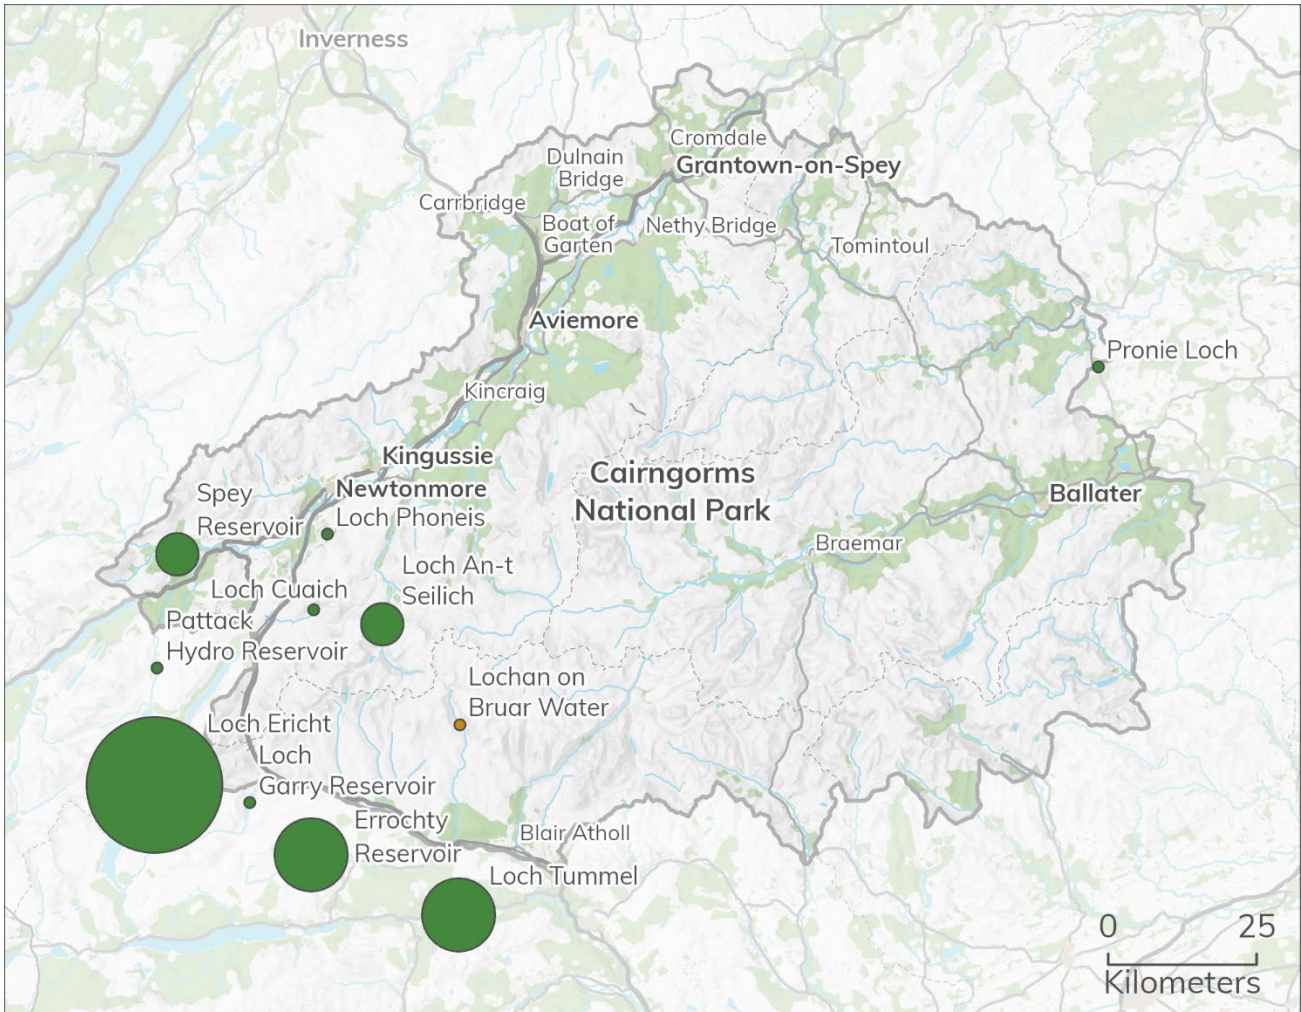 Inverness
Cromdale
Dulnain
Bridge
Grantown-on-Spey
Carrbridge
Boat of
Garten
Nethy Bridge
Tomintoul
Aviemore
Pronie Loch
Kincraig
Kingussie
Cairngorms
National Park
Newtonmore
Spey
Reservoir
Ballater
Loch Phoneis
Braemar
Loch An-t
Seilich
Loch Cuaich
Pattack
Hydro Reservoir
Lochan on
Bruar Water
Loch Ericht
Loch
Garry Reservoir
Errochty
Reservoir
Blair Atholl
Loch Tummel
0 25
Kilometers